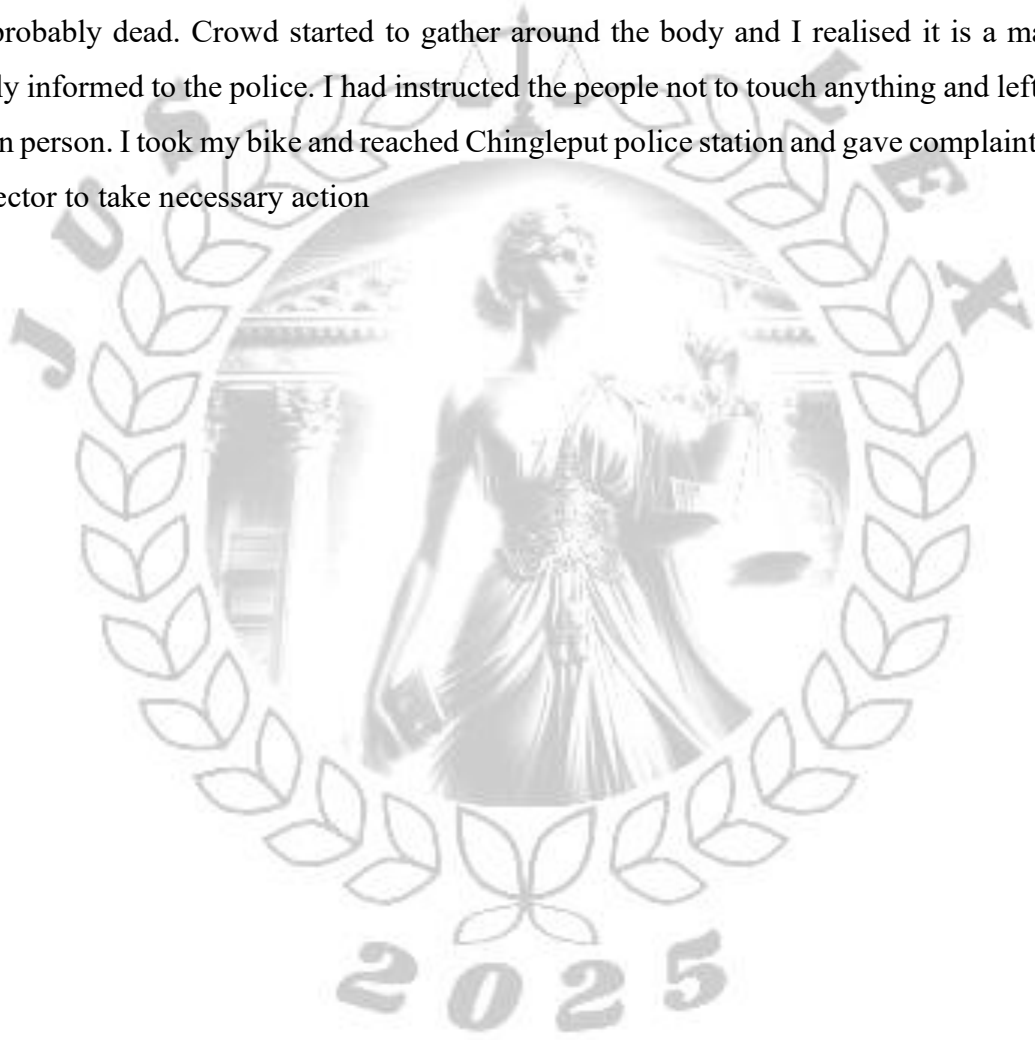 probably dead. Crowd started to gather around the body and I realised it is a ma
ly informed to the police. I had instructed the people not to touch anything and left
n person. I took my bike and reached Chingleput police station and gave complaint
ector to take necessary action
JUS LEX
2025